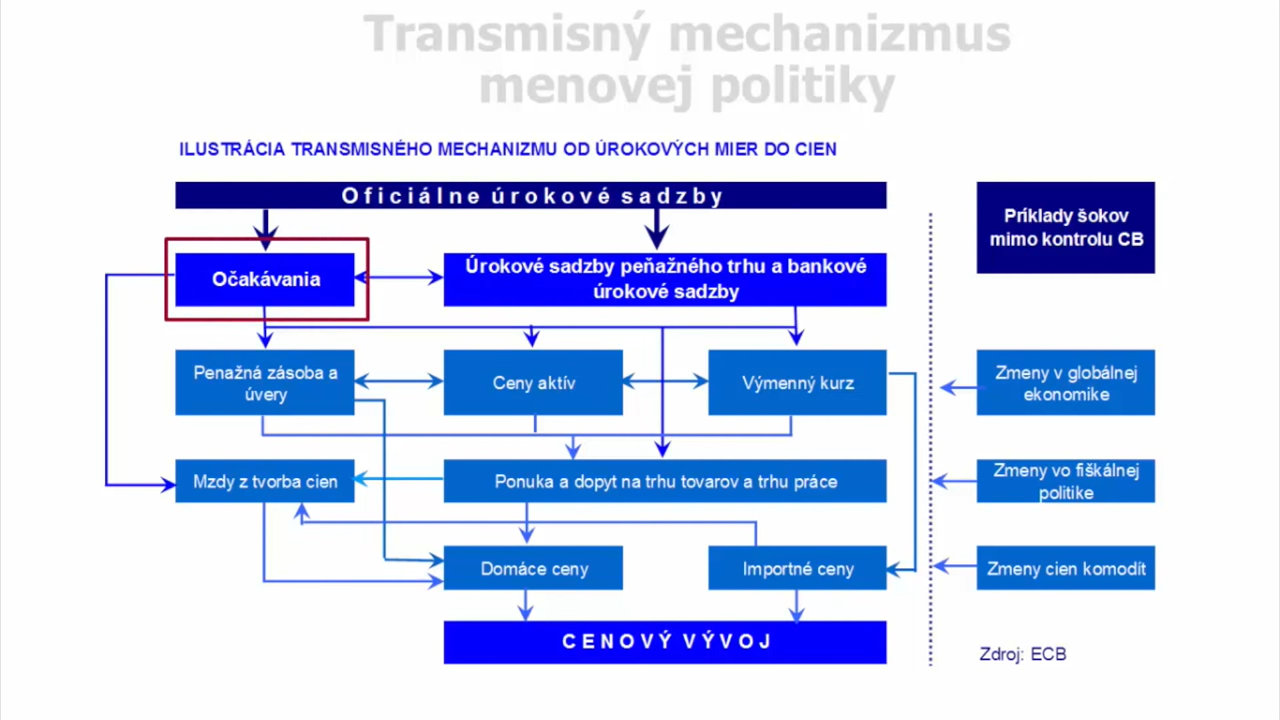 Transmisný mechanizmus
menovej politiky
ILUSTRÁCIA TRANSMISNÉHO MECHANIZMU OD ÚROKOVÝCH MIER DO CIEN
Oficiálne úrokové sadzby
Príklady šokov
mimo kontrolu CB
Očakávania
Úrokové sadzby peňažného trhu a bankové
úrokové sadzby
Penažná zásoba a
úvery
Ceny aktív
Výmenný kurz
Zmeny v globálnej
ekonomike
Mzdy z tvorba cien
Ponuka a dopyt na trhu tovarov a trhu práce
Zmeny vo fiškálnej
politike
Domáce ceny
Importné ceny
Zmeny cien komodít
CENOVÝ VÝVOJ
Zdroj: ECB